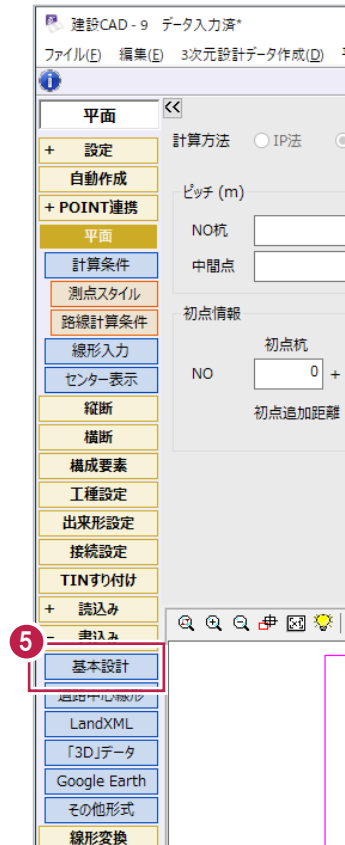 建設CAD - 9 データ入力済*
ファイル(F) 編集(E) 3次元設計データ作成(D)
平面
<<
+ 設定
自動作成
+ POINT連携
平面
計算条件
測点スタイル
路線計算条件
線形入力
センター表示
縦断
横断
構成要素
工種設定
出来形設定
接続設定
TINすり付け
+ 読込み
- 書込み
5
基本設計
道路中心線形
LandXML
「3D」データ
Google Earth
その他形式
線形変換
計算方法 IP法
ピッチ (m)
NO杭
中間点
初点情報
初点杭
NO 0 +
初点追加距離